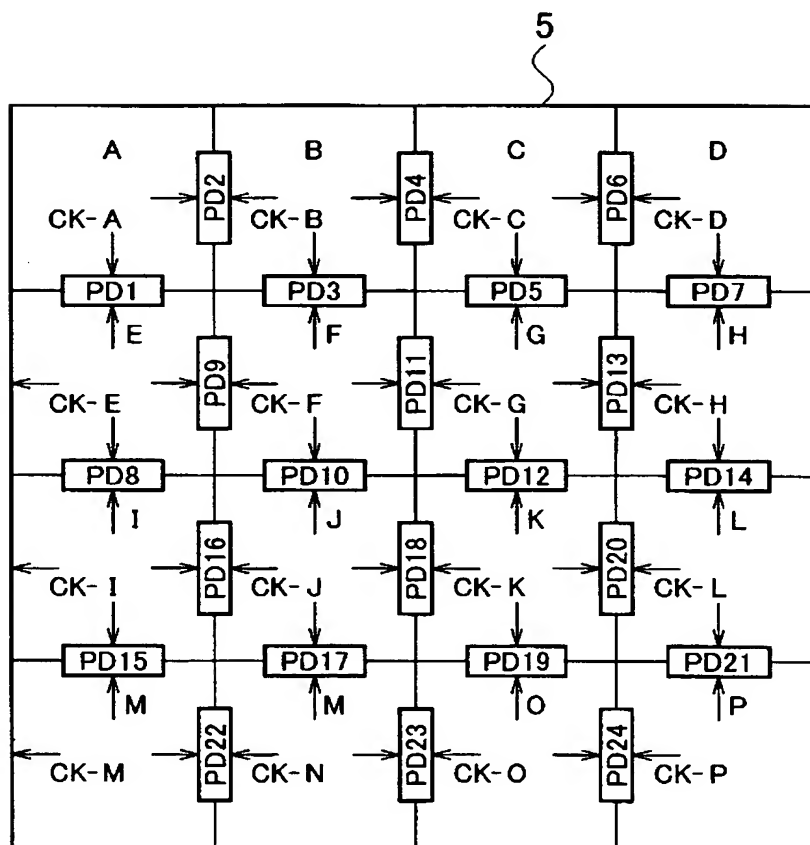 5
A B C D
PD2 PD4 PD6
CK-A CK-B CK-C CK-D
PD1 PD3 PD5 PD7
E F G H
PD9 PD11 PD13
CK-E CK-F CK-G CK-H
PD8 PD10 PD12 PD14
I J K L
PD16 PD18 PD20
CK-I CK-J CK-K CK-L
PD15 PD17 PD19 PD21
M M O P
PD22 PD23 PD24
CK-M CK-N CK-O CK-P